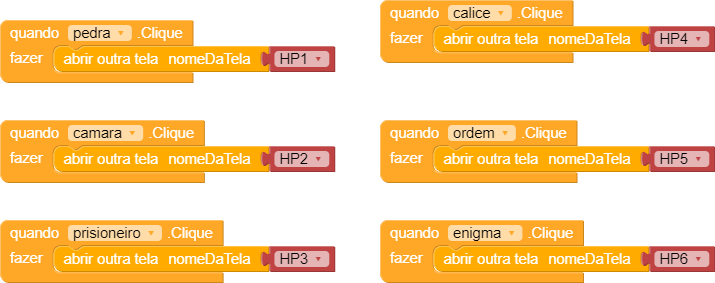 quando pedra .Clique
fazer abrir outra tela nomeDaTela HP1
quando calice .Clique
fazer abrir outra tela nomeDaTela HP4
quando camara .Clique
fazer abrir outra tela nomeDaTela HP2
quando ordem .Clique
fazer abrir outra tela nomeDaTela HP5
quando prisioneiro .Clique
fazer abrir outra tela nomeDaTela HP3
quando enigma .Clique
fazer abrir outra tela nomeDaTela HP6